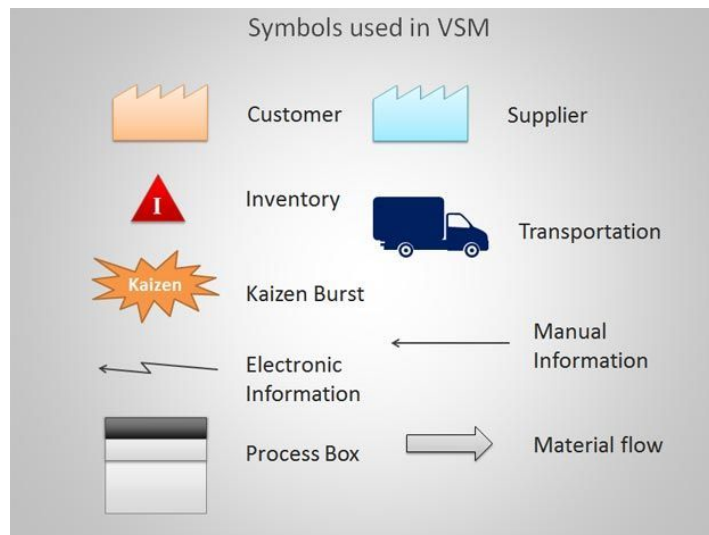 Symbols used in VSM
Customer
Supplier
I
Inventory
Transportation
Kaizen
Kaizen Burst
Manual
Information
Electronic
Information
Process Box
Material flow